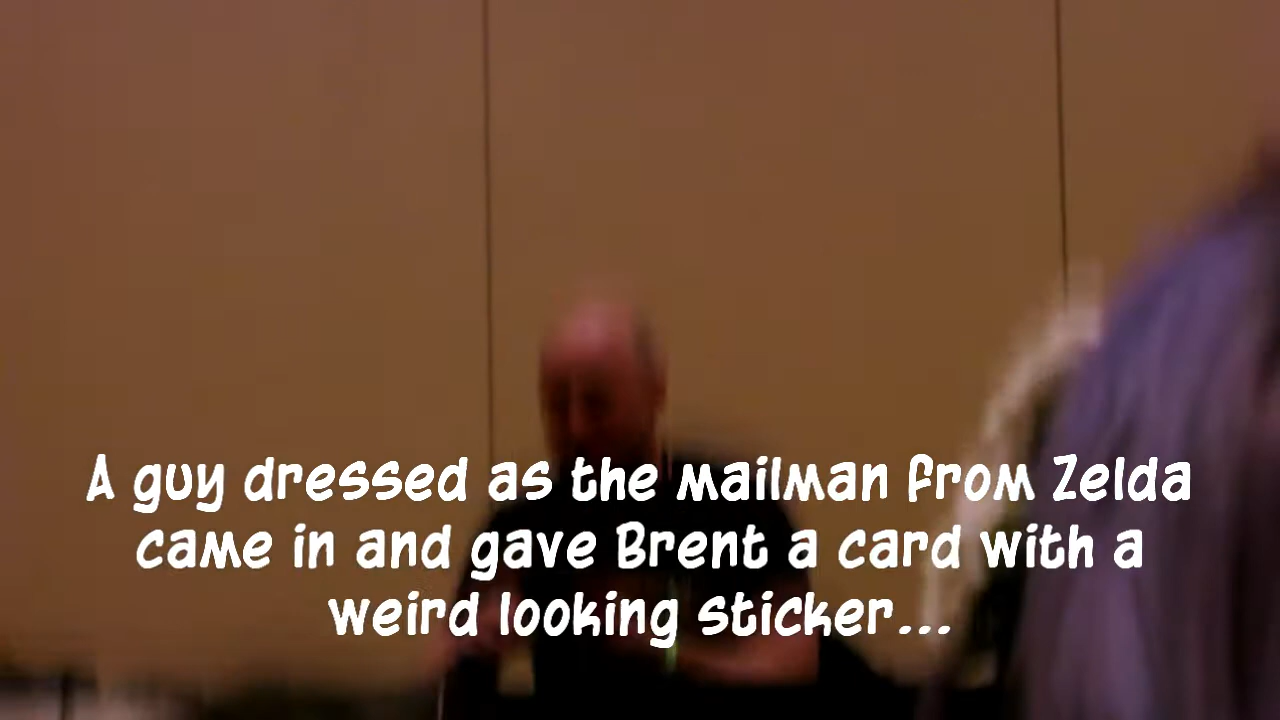 A guy dressed as the mailman from Zelda
came in and gave Brent a card with a
weird looking sticker...